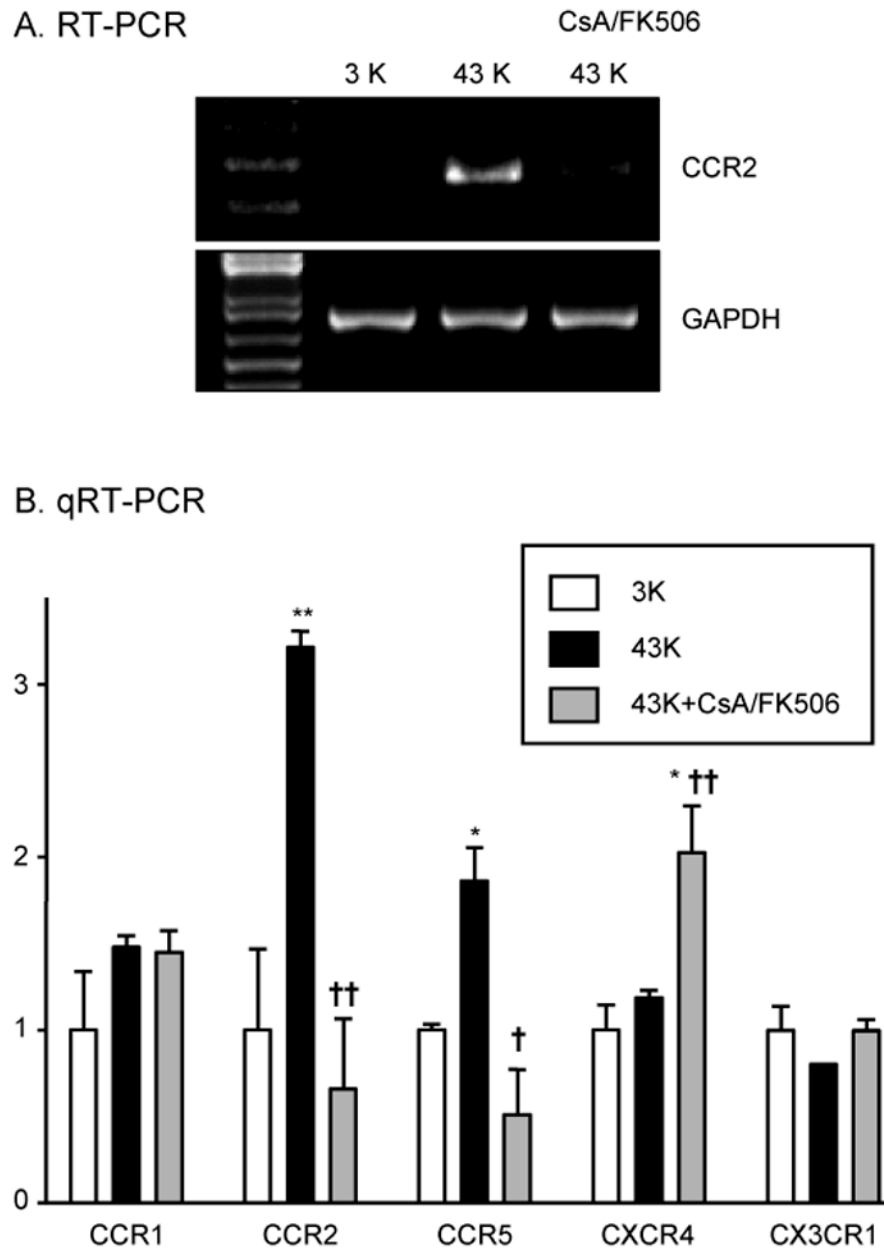 A. RT-PCR
CsA/FK506
3 K 43 K 43 K
CCR2
GAPDH
B. qRT-PCR
3K
43K
43K+CsA/FK506
3
2
1
0
**
††
*
†
* ††
CCR1 CCR2 CCR5 CXCR4 CX3CR1